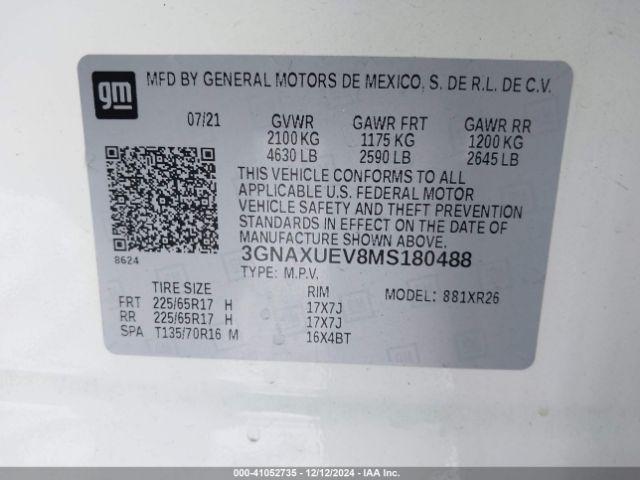 gm MFD BY GENERAL MOTORS DE MEXICO, S. DE R.L. DE C.V.
07/21 GVWR GAWR FRT GAWR RR
2100 KG 1175 KG 1200 KG
4630 LB 2590 LB 2645 LB
THIS VEHICLE CONFORMS TO ALL
APPLICABLE U.S. FEDERAL MOTOR
VEHICLE SAFETY AND THEFT PREVENTION
STANDARDS IN EFFECT ON THE DATE OF
MANUFACTURE SHOWN ABOVE.
8624 3GNAXUEV8MS180488
TYPE: M.P.V.
TIRE SIZE RIM MODEL: 881XR26
FRT 225/65R17 H 17X7J
RR 225/65R17 H 17X7J
SPA T135/70R16 M 16X4BT
© - 41052735 - 12/12/2024 - IAAI.com